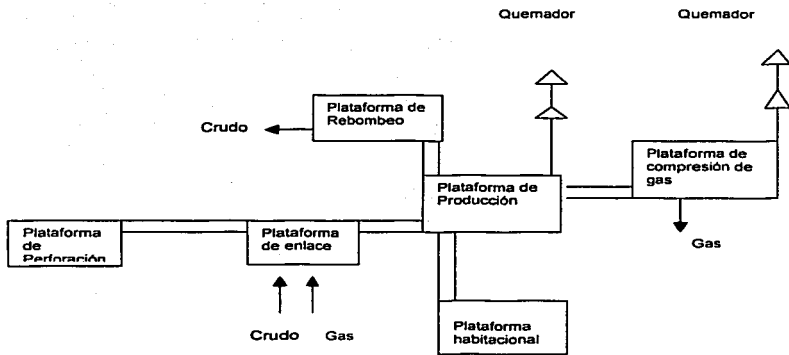 Quemador
Quemador
Plataforma de
Rebombeo
Crudo
Plataforma de
compresión de
gas
Plataforma de
Producción
Plataforma
de
Perforación
Plataforma
de enlace
Gas
Crudo
Gas
Plataforma
habitacional